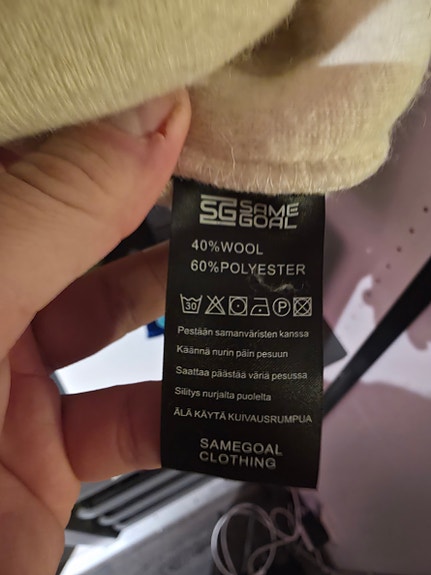 SG SAME
GOAL
40%WOOL
60%POLYESTER
30 P
Pestään samanväristen kanssa
Käännä nurin päin pesuun
Saattaa päästää väriä pesussa
Silitys nurjalta puolelta
ÄLÄ KÄYTÄ KUIVAUSRUMPUA
SAMEGOAL
CLOTHING